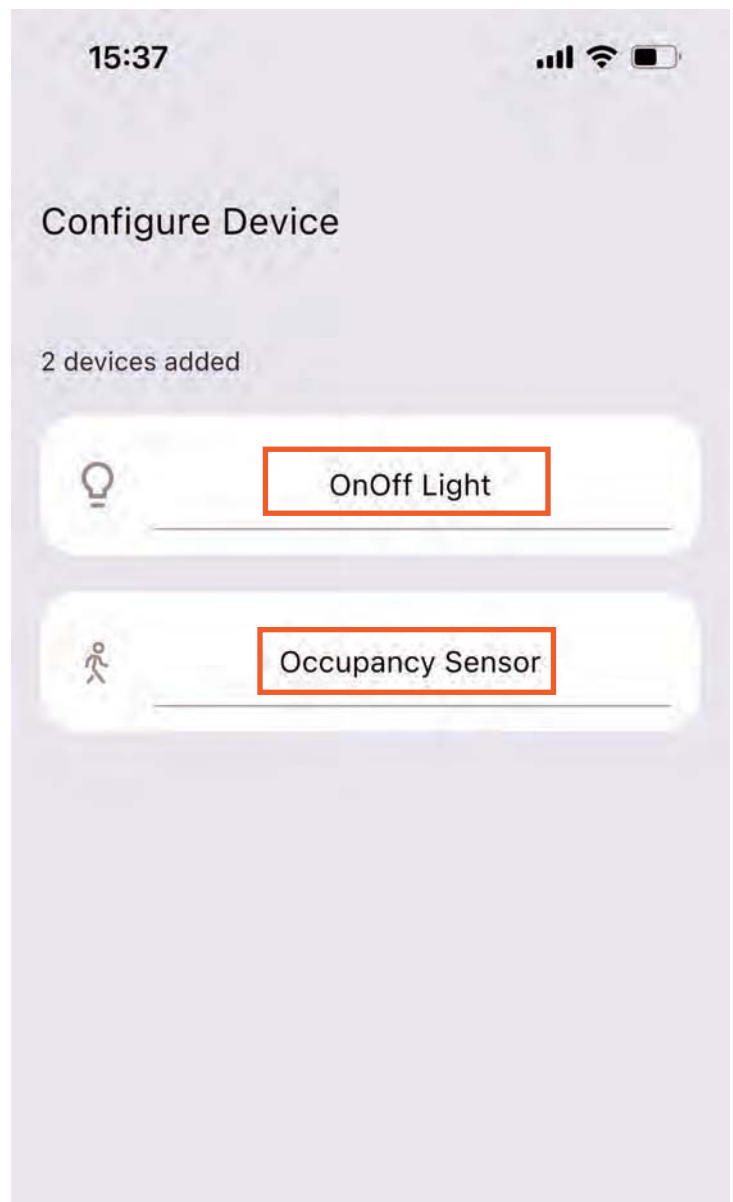 15:37
Configure Device
2 devices added
OnOff Light
Occupancy Sensor